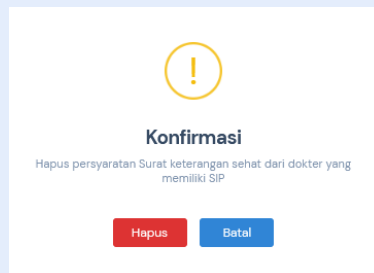 !
Konfirmasi
Hapus persyaratan Surat keterangan sehat dari dokter yang
memiliki SIP
Hapus Batal